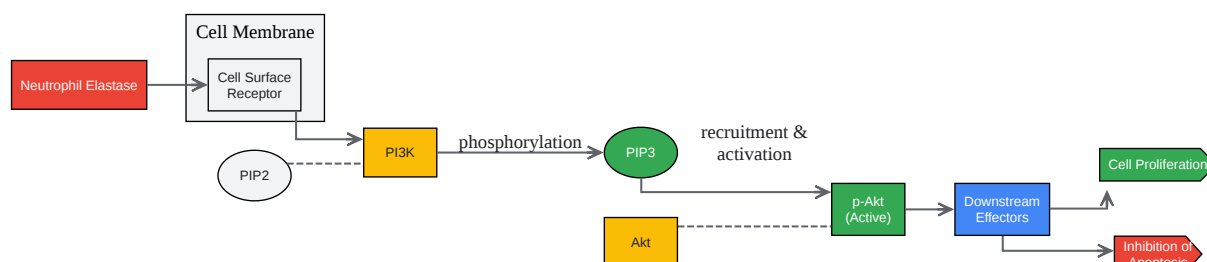 Cell Membrane
Neutrophil Elastase
Cell Surface
Receptor
PIP2
PI3K
phosphorylation
PIP3
recruitment &
activation
Akt
p-Akt
(Active)
Downstream
Effectors
Cell Proliferation
Inhibition of
Apoptosis